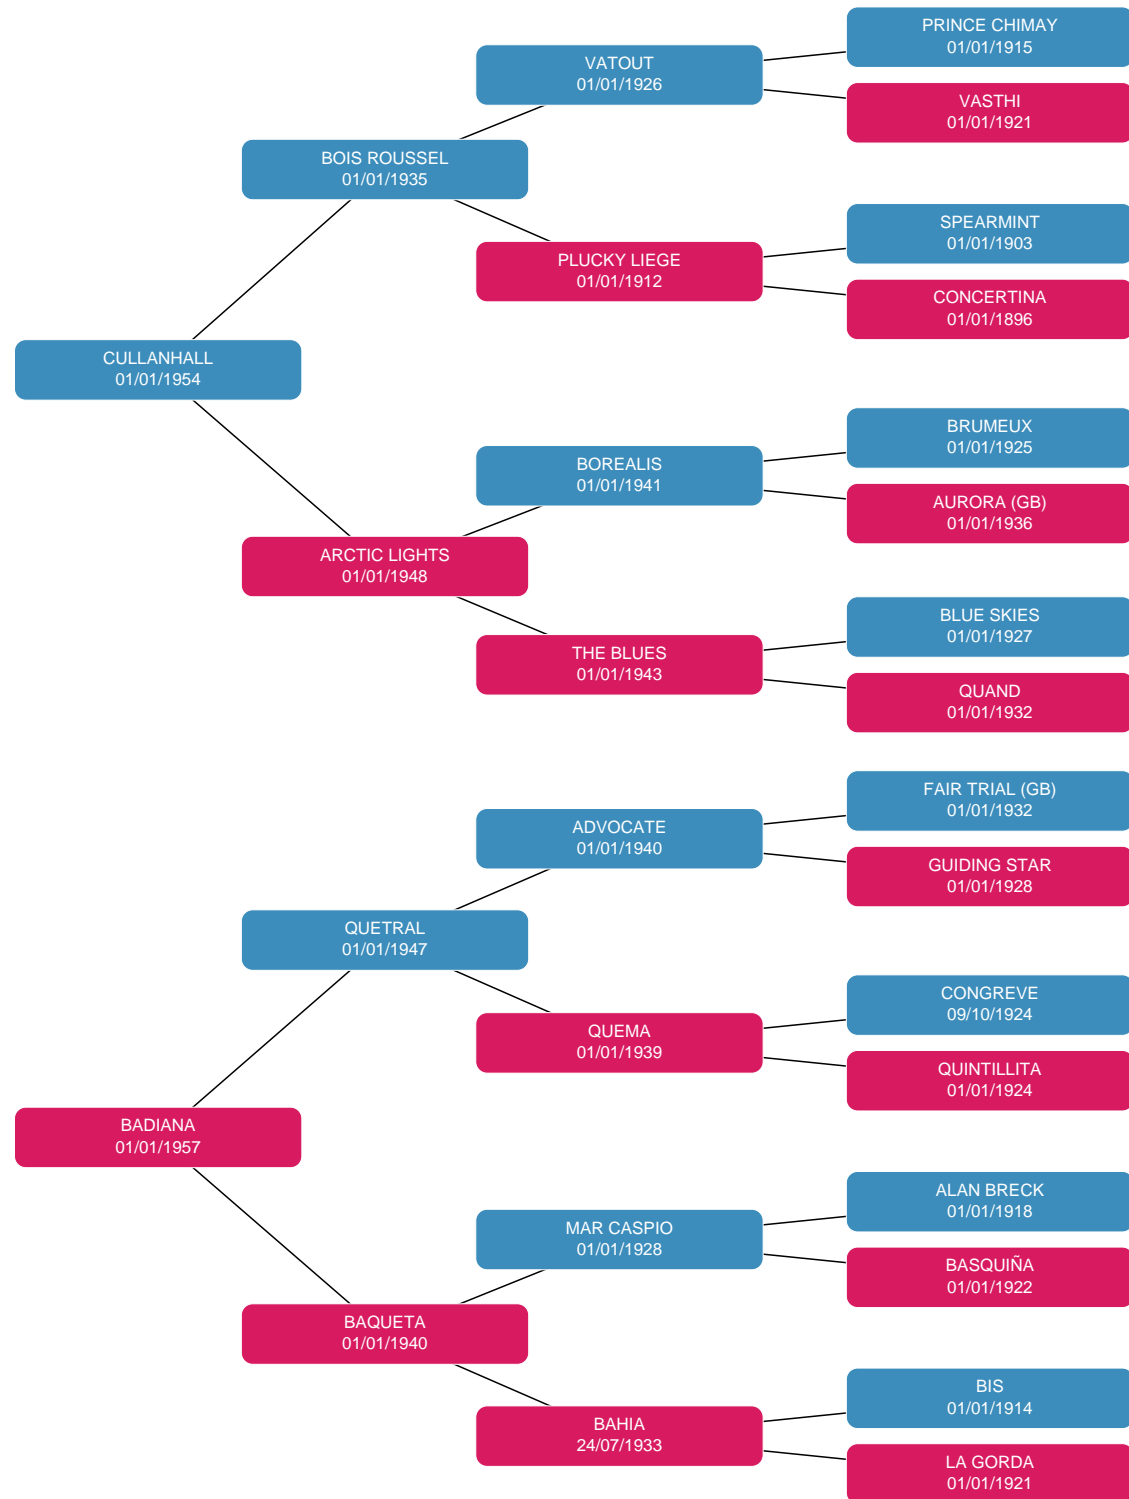 PRINCE CHIMAY
01/01/1915
VATOUT
01/01/1926
VASTHI
01/01/1921
BOIS ROUSSEL
01/01/1935
SPEARMINT
01/01/1903
PLUCKY LIEGE
01/01/1912
CONCERTINA
01/01/1896
CULLANHALL
01/01/1954
BRUMEUX
01/01/1925
BOREALIS
01/01/1941
AURORA (GB)
01/01/1936
ARCTIC LIGHTS
01/01/1948
BLUE SKIES
01/01/1927
THE BLUES
01/01/1943
QUAND
01/01/1932
FAIR TRIAL (GB)
01/01/1932
ADVOCATE
01/01/1940
GUIDING STAR
01/01/1928
QUETRAL
01/01/1947
CONGREVE
09/10/1924
QUEMA
01/01/1939
QUINTILLITA
01/01/1924
BADIANA
01/01/1957
ALAN BRECK
01/01/1918
MAR CASPIO
01/01/1928
BASQUIÑA
01/01/1922
BAQUETA
01/01/1940
BIS
01/01/1914
BAHIA
24/07/1933
LA GORDA
01/01/1921